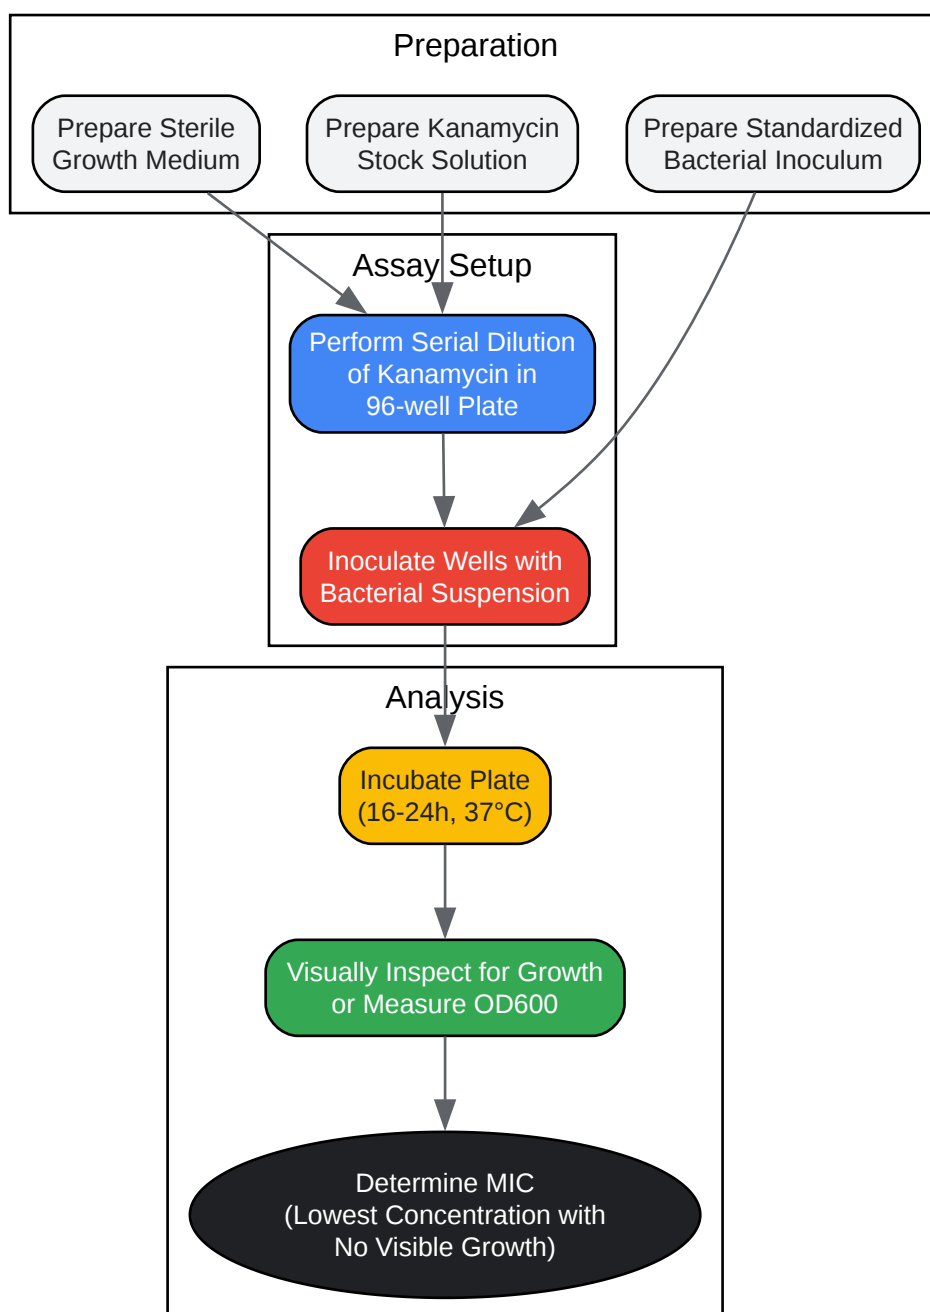 Preparation
Prepare Sterile
Growth Medium
Prepare Kanamycin
Stock Solution
Prepare Standardized
Bacterial Inoculum
Assay Setup
Perform Serial Dilution
of Kanamycin in
96-well Plate
Inoculate Wells with
Bacterial Suspension
Analysis
Incubate Plate
(16-24h, 37°C)
Visually Inspect for Growth
or Measure OD600
Determine MIC
(Lowest Concentration with
No Visible Growth)